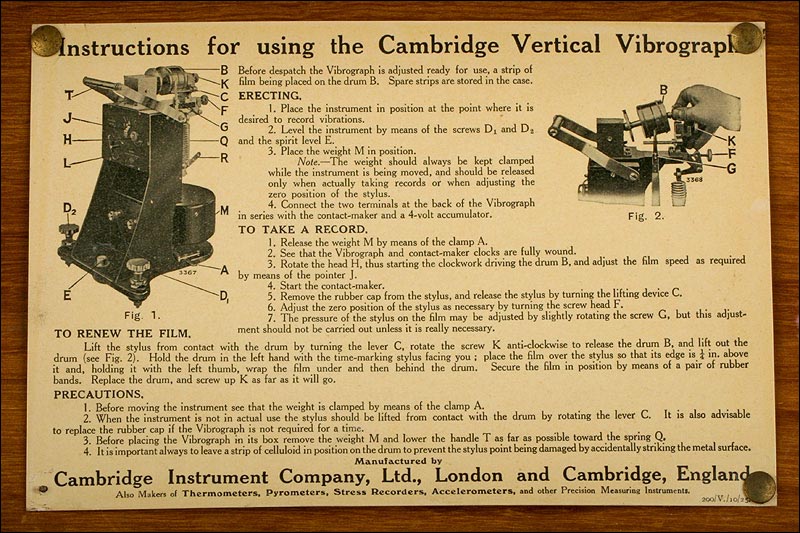 Instructions for using the Cambridge Vertical Vibrograph
B
K
C
F
G
Q
R
M
A
D₁
T
J
H
L
D₂
E
3367
Fig. 1.
Before despatch the Vibrograph is adjusted ready for use, a strip of
film being placed on the drum B. Spare strips are stored in the case.
ERECTING.
1. Place the instrument in position at the point where it is
desired to record vibrations.
2. Level the instrument by means of the screws D₁ and D₂
and the spirit level E.
3. Place the weight M in position.
Note.—The weight should always be kept clamped
while the instrument is being moved, and should be released
only when actually taking records or when adjusting the
zero position of the stylus.
4. Connect the two terminals at the back of the Vibrograph
in series with the contact-maker and a 4-volt accumulator.
B
K
F
G
3368
Fig. 2.
TO TAKE A RECORD.
1. Release the weight M by means of the clamp A.
2. See that the Vibrograph and contact-maker clocks are fully wound.
3. Rotate the head H, thus starting the clockwork driving the drum B, and adjust the film speed as required
by means of the pointer J.
4. Start the contact-maker.
5. Remove the rubber cap from the stylus, and release the stylus by turning the lifting device C.
6. Adjust the zero position of the stylus as necessary by turning the screw head F.
7. The pressure of the stylus on the film may be adjusted by slightly rotating the screw G, but this adjust-
ment should not be carried out unless it is really necessary.
TO RENEW THE FILM.
Lift the stylus from contact with the drum by turning the lever C, rotate the screw K anti-clockwise to release the drum B, and lift out the
drum (see Fig. 2). Hold the drum in the left hand with the time-marking stylus facing you ; place the film over the stylus so that its edge is ¼ in. above
it and, holding it with the left thumb, wrap the film under and then behind the drum. Secure the film in position by means of a pair of rubber
bands. Replace the drum, and screw up K as far as it will go.
PRECAUTIONS.
1. Before moving the instrument see that the weight is clamped by means of the clamp A.
2. When the instrument is not in actual use the stylus should be lifted from contact with the drum by rotating the lever C. It is also advisable
to replace the rubber cap if the Vibrograph is not required for a time.
3. Before placing the Vibrograph in its box remove the weight M and lower the handle T as far as possible toward the spring Q.
4. It is important always to leave a strip of celluloid in position on the drum to prevent the stylus point being damaged by accidentally striking the metal surface.
Manufactured by
Cambridge Instrument Company, Ltd., London and Cambridge, England
Also Makers of Thermometers, Pyrometers, Stress Recorders, Accelerometers, and other Precision Measuring Instruments.
200/V./10/25